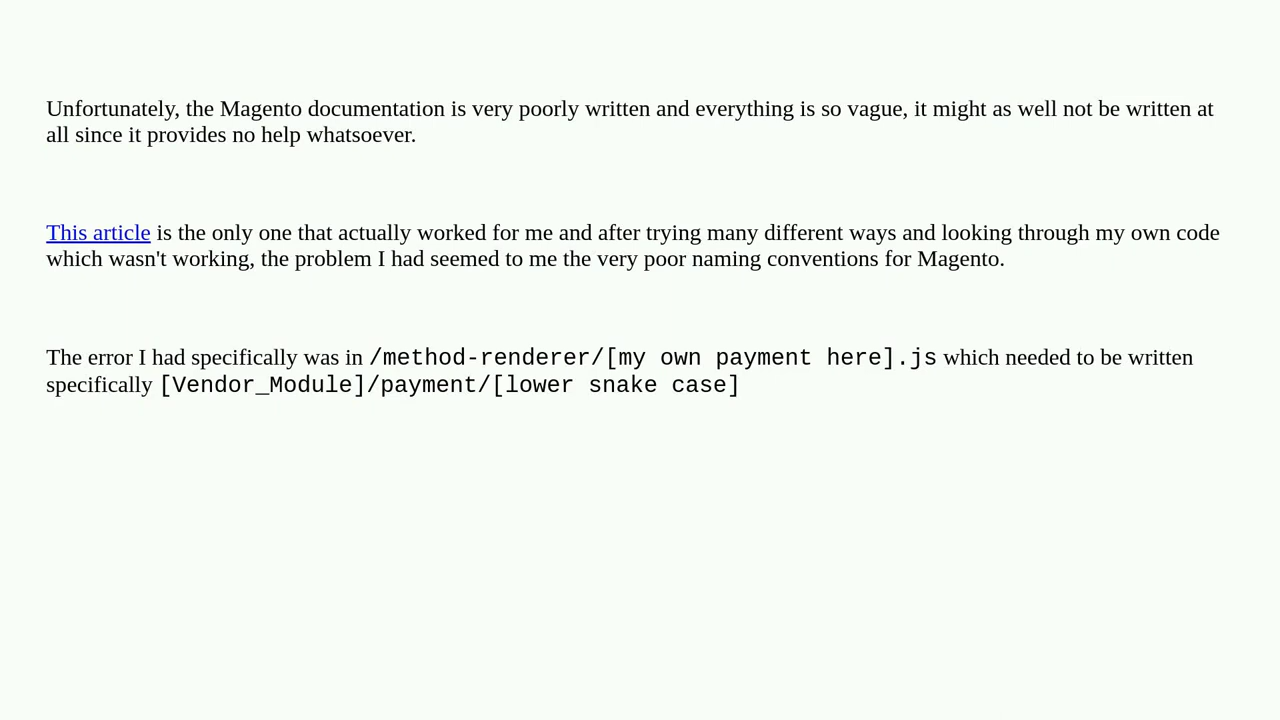 Unfortunately, the Magento documentation is very poorly written and everything is so vague, it might as well not be written at
all since it provides no help whatsoever.
This article is the only one that actually worked for me and after trying many different ways and looking through my own code
which wasn't working, the problem I had seemed to me the very poor naming conventions for Magento.
The error I had specifically was in /method-renderer/[my own payment here].js which needed to be written
specifically [Vendor_Module]/payment/[lower snake case]